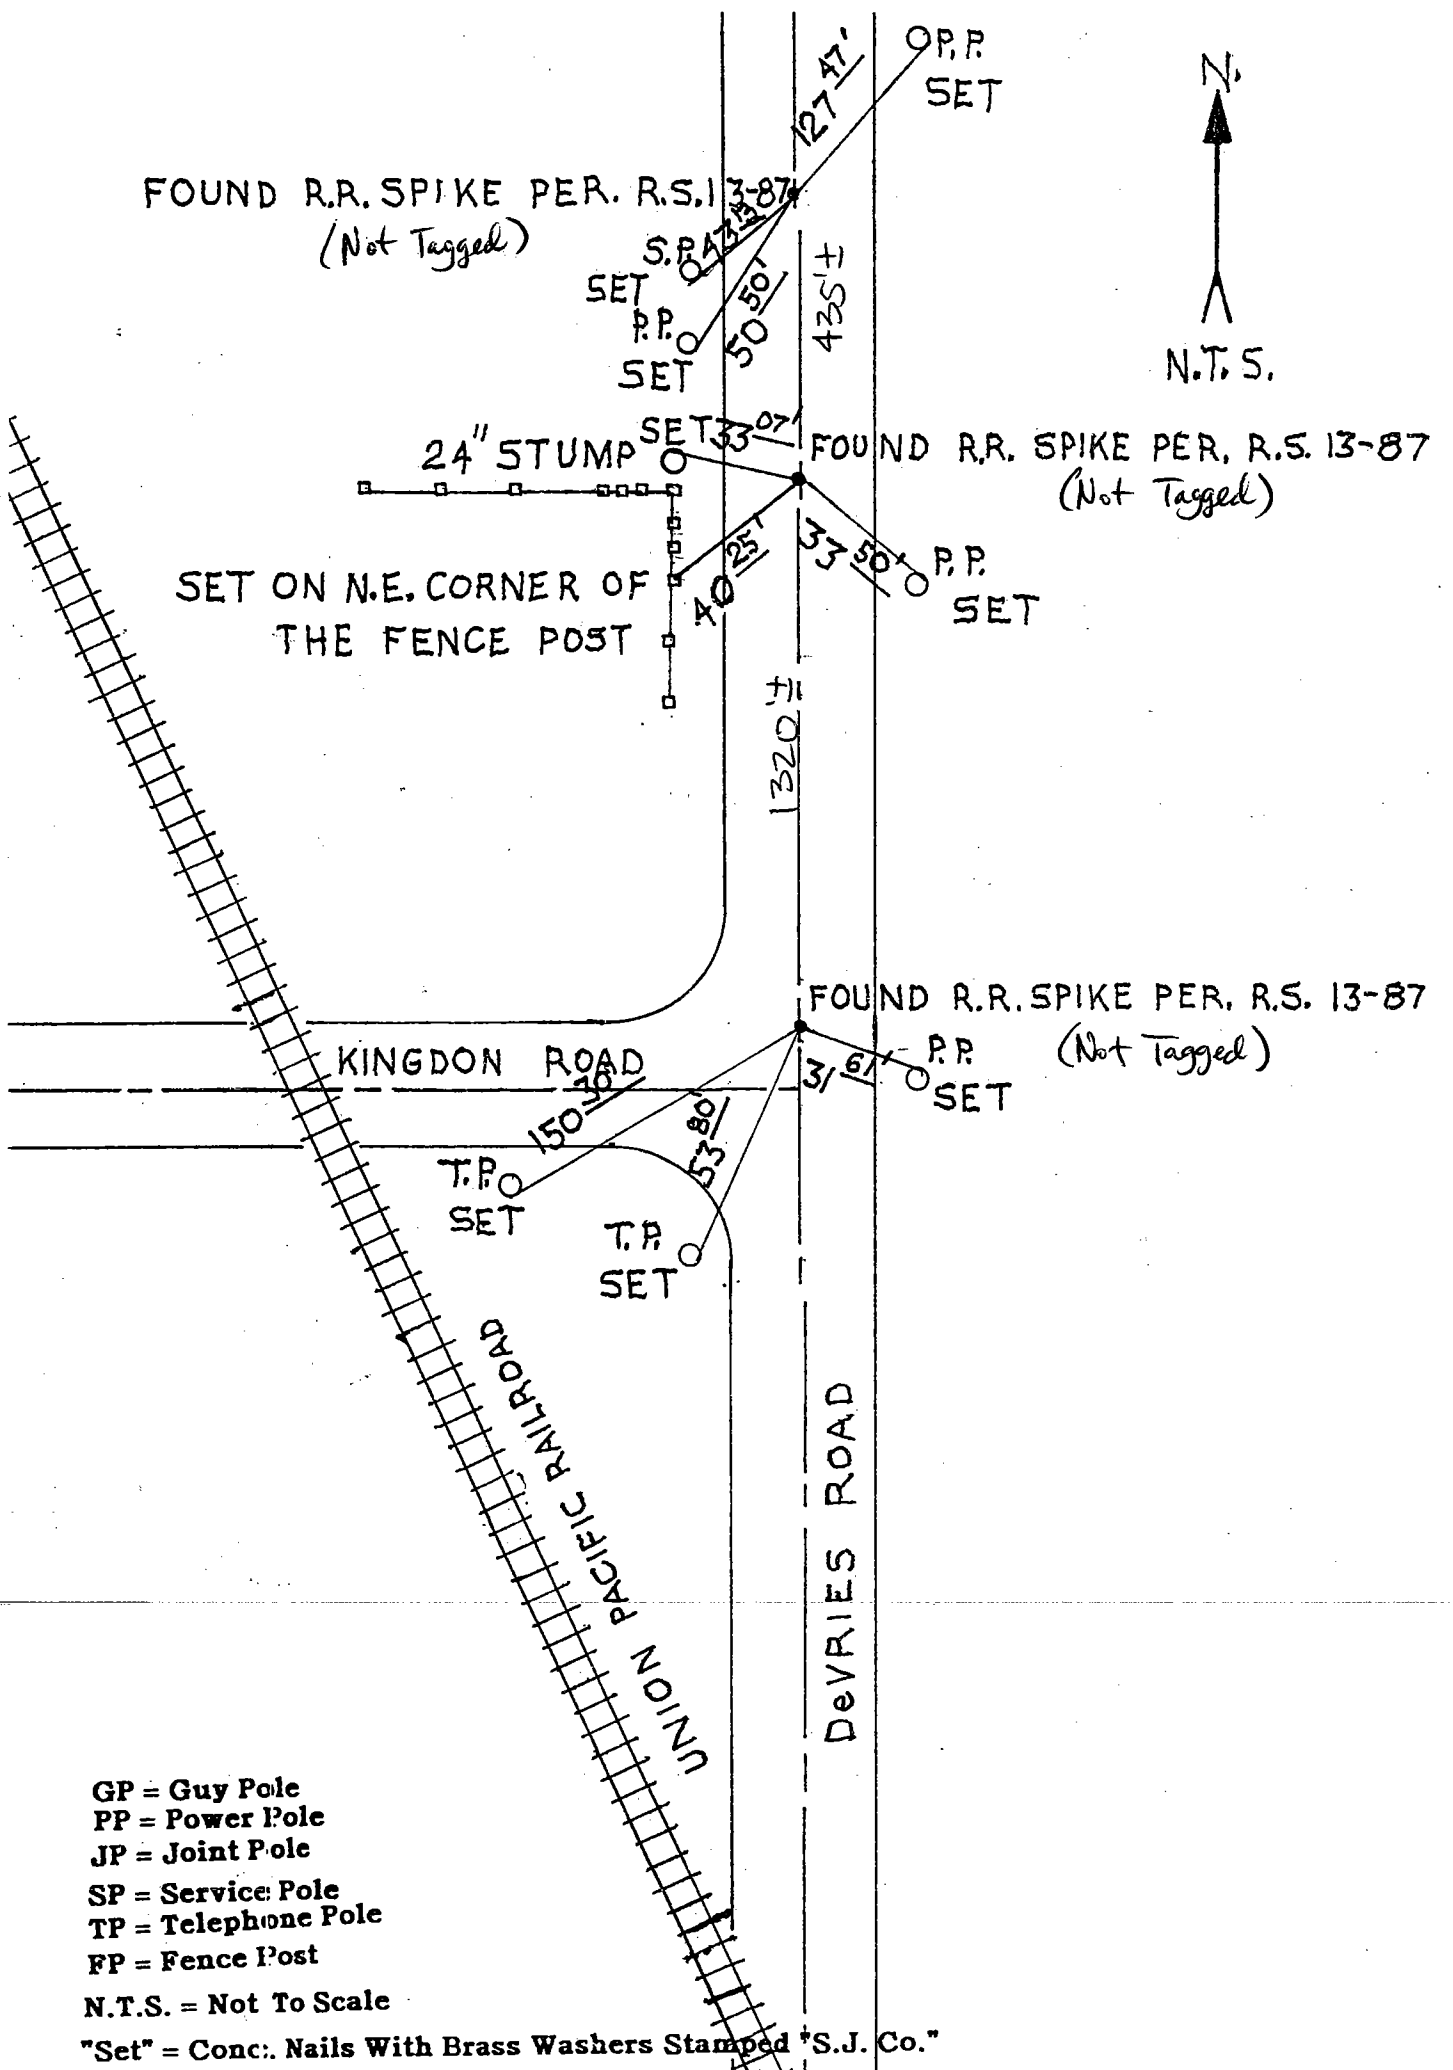 P.P.
SET
N.
127 47'
FOUND R.R. SPIKE PER. R.S. 13-87
(Not Tagged)
S.P.
SET
43 13'
P.P.
SET
50 50'
435'±
N.T.S.
SET
33 07'
24" STUMP
FOUND R.R. SPIKE PER. R.S. 13-87
(Not Tagged)
40 25'
33 50'
P.P.
SET
SET ON N.E. CORNER OF
THE FENCE POST
1320'±
FOUND R.R. SPIKE PER. R.S. 13-87
(Not Tagged)
KINGDON ROAD
31 61'
P.P.
SET
150 30
53 80'
T.P.
SET
T.P.
SET
UNION PACIFIC RAILROAD
DeVRIES ROAD
GP = Guy Pole
PP = Power Pole
JP = Joint Pole
SP = Service Pole
TP = Telephone Pole
FP = Fence Post
N.T.S. = Not To Scale
"Set" = Conc. Nails With Brass Washers Stamped "S.J. Co."